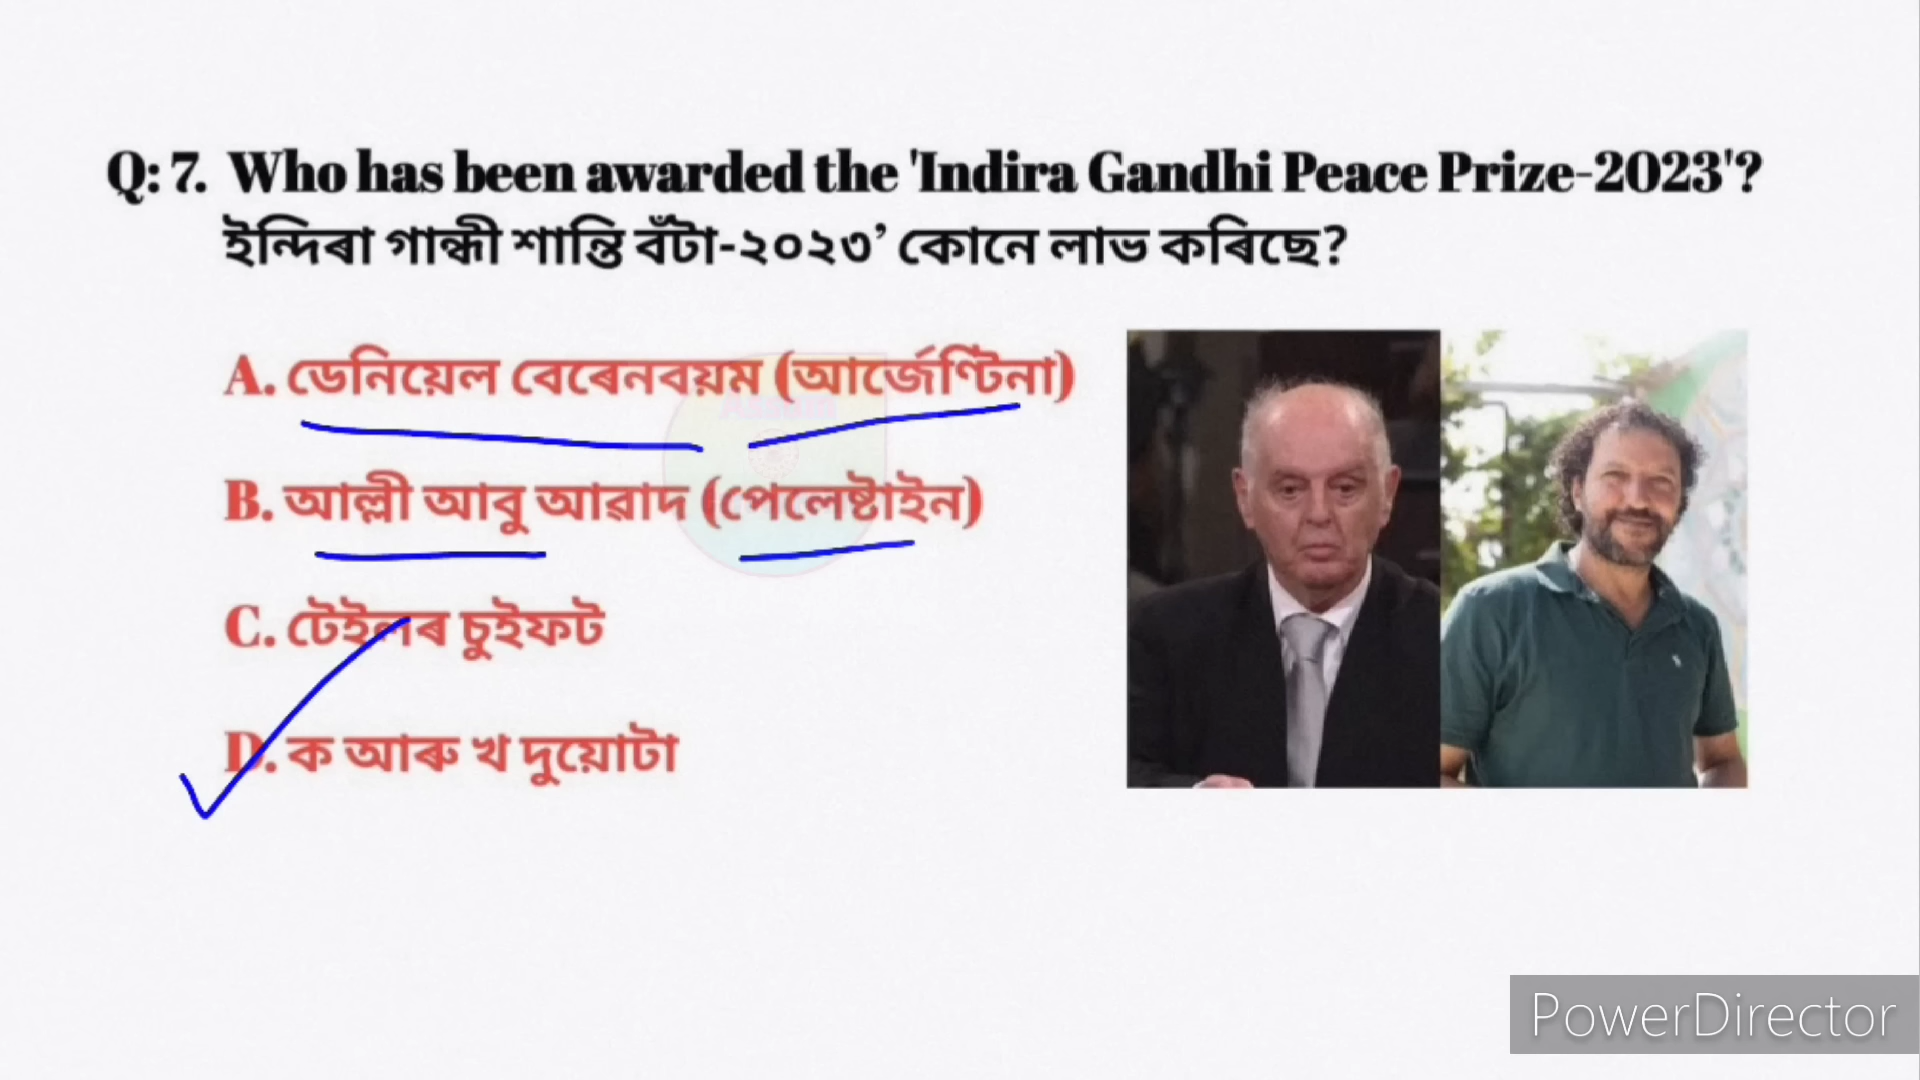 Q: 7. Who has been awarded the 'Indira Gandhi Peace Prize-2023'?
ইন্দিৰা গান্ধী শান্তি বঁটা-২০২৩’ কোনে লাভ কৰিছে?
A. ডেনিয়েল বেৰেনবয়ম (আৰ্জেণ্টিনা)
B. আল্লী আবু আৱাদ (পেলেষ্টাইন)
C. টেইলৰ চুইফট
D. ক আৰু খ দুয়োটা
PowerDirector